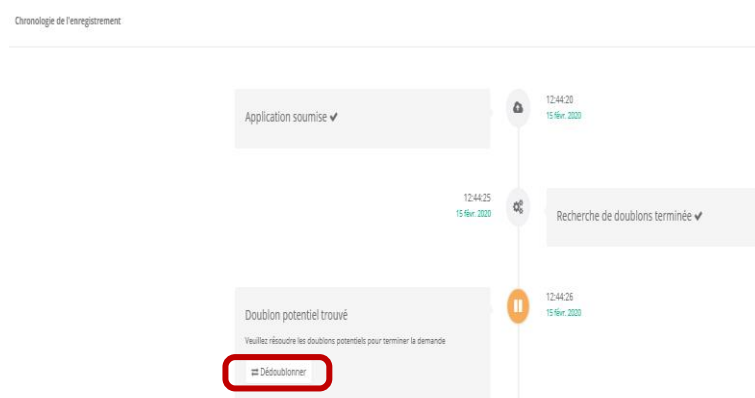 Chronologie de l'enregistrement
Application soumise ✔
12:44:20
15 févr. 2020
12:44:25
15 févr. 2020
Recherche de doublons terminée ✔
12:44:26
15 févr. 2020
Doublon potentiel trouvé
Veuillez résoudre les doublons potentiels pour terminer la demande
⇄ Dédoublonner